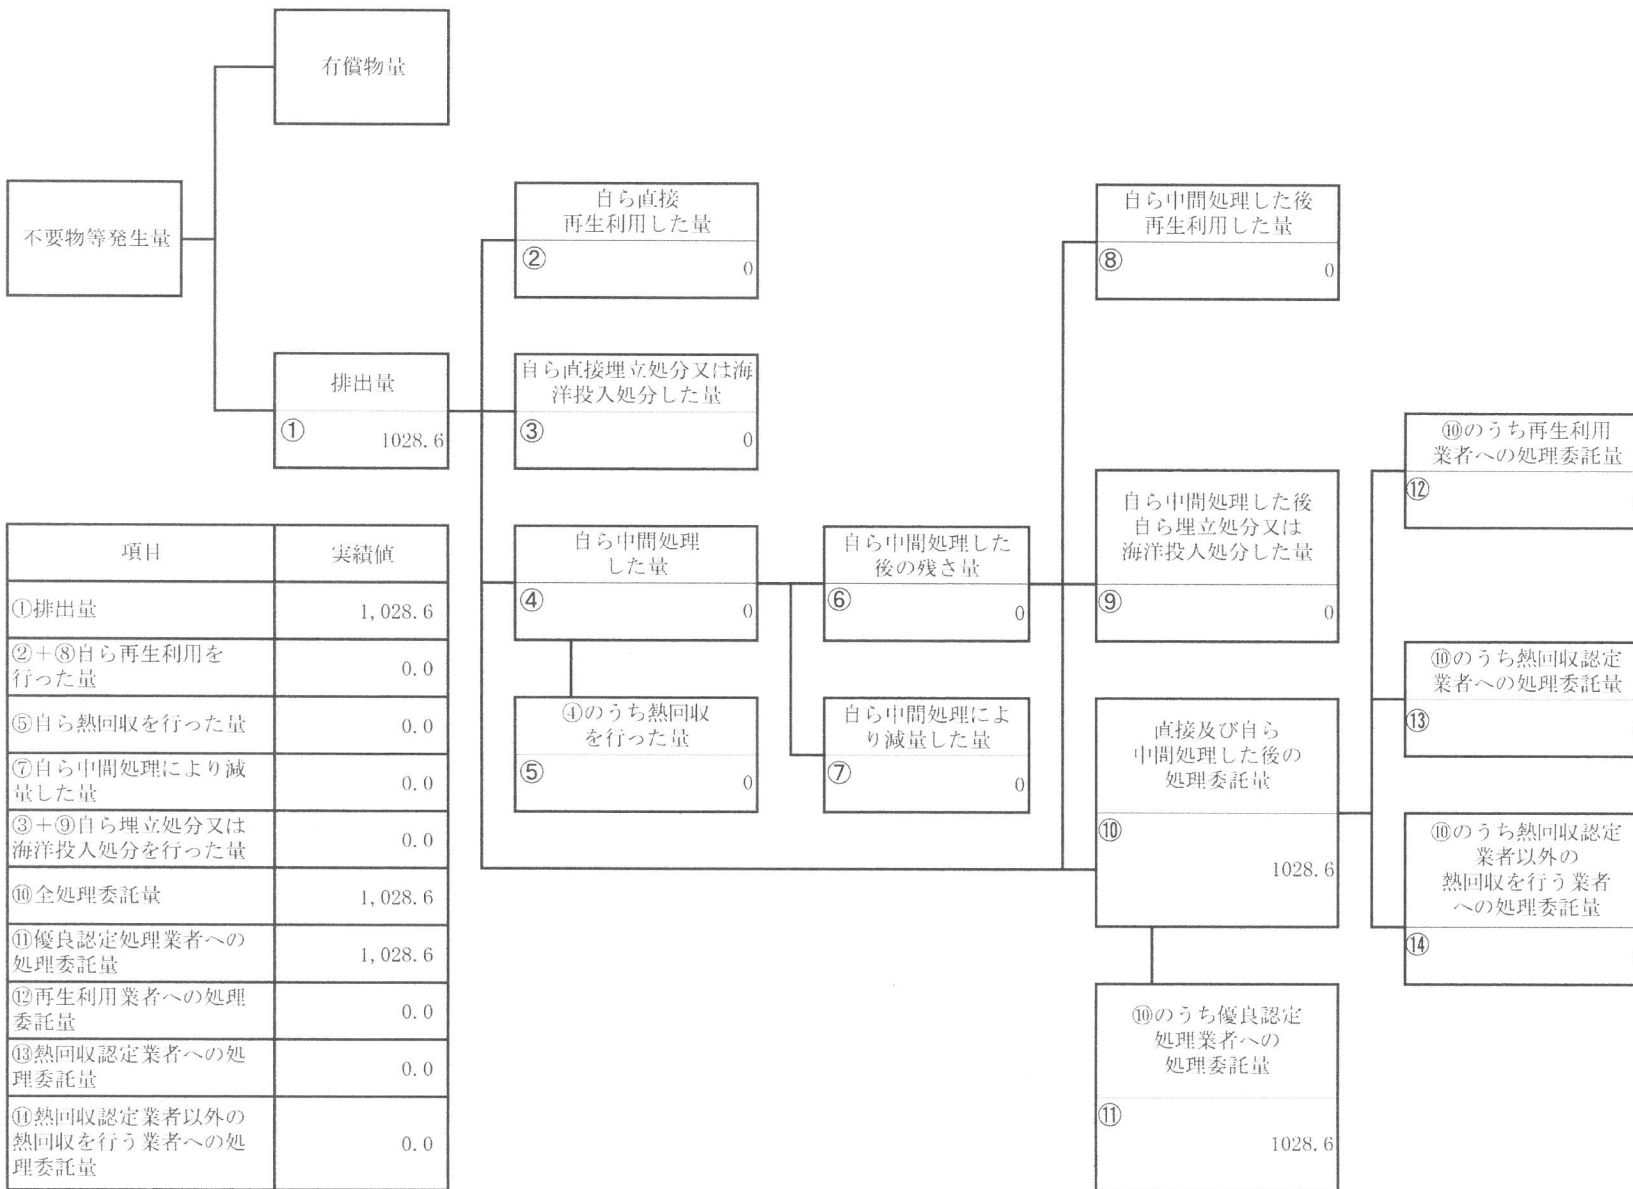 有償物量
不要物等発生量
排出量
①
1028.6
自ら直接
再生利用した量
②
0
自ら直接埋立処分又は海
洋投入処分した量
③
0
自ら中間処理
した量
④
0
④のうち熱回収
を行った量
⑤
0
自ら中間処理した
後の残さ量
⑥
0
自ら中間処理によ
り減量した量
⑦
0
自ら中間処理した後
再生利用した量
⑧
0
自ら中間処理した後
自ら埋立処分又は
海洋投入処分した量
⑨
0
直接及び自ら
中間処理した後の
処理委託量
⑩
1028.6
⑩のうち優良認定
処理業者への
処理委託量
⑪
1028.6
⑩のうち再生利用
業者への処理委託量
⑫
⑩のうち熱回収認定
業者への処理委託量
⑬
⑩のうち熱回収認定
業者以外の
熱回収を行う業者
への処理委託量
⑭
項目 実績値
①排出量 1,028.6
②+⑧自ら再生利用を
行った量 0.0
⑤自ら熱回収を行った量 0.0
⑦自ら中間処理により減
量した量 0.0
③+⑨自ら埋立処分又は
海洋投入処分を行った量 0.0
⑩全処理委託量 1,028.6
⑪優良認定処理業者への
処理委託量 1,028.6
⑫再生利用業者への処理
委託量 0.0
⑬熱回収認定業者への処
理委託量 0.0
⑭熱回収認定業者以外の
熱回収を行う業者への処
理委託量 0.0